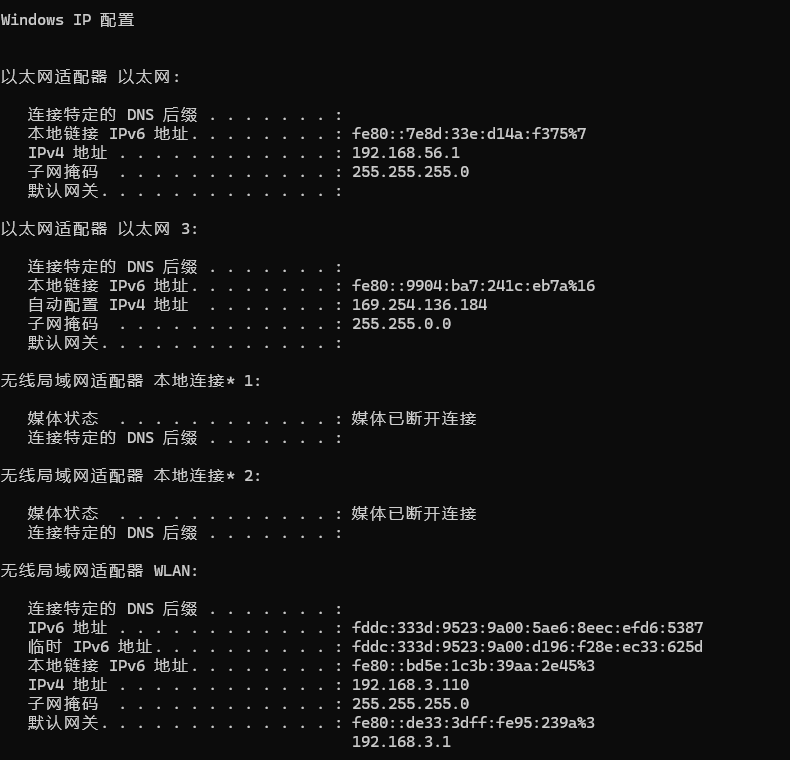 Windows IP 配置
以太网适配器 以太网:
连接特定的 DNS 后缀 . . . . . . . :
本地链接 IPv6 地址. . . . . . . . : fe80::7e8d:33e:d14a:f375%7
IPv4 地址 . . . . . . . . . . . . : 192.168.56.1
子网掩码  . . . . . . . . . . . . : 255.255.255.0
默认网关. . . . . . . . . . . . . :
以太网适配器 以太网 3:
连接特定的 DNS 后缀 . . . . . . . :
本地链接 IPv6 地址. . . . . . . . : fe80::9904:ba7:241c:eb7a%16
自动配置 IPv4 地址  . . . . . . . : 169.254.136.184
子网掩码  . . . . . . . . . . . . : 255.255.0.0
默认网关. . . . . . . . . . . . . :
无线局域网适配器 本地连接* 1:
媒体状态  . . . . . . . . . . . . : 媒体已断开连接
连接特定的 DNS 后缀 . . . . . . . :
无线局域网适配器 本地连接* 2:
媒体状态  . . . . . . . . . . . . : 媒体已断开连接
连接特定的 DNS 后缀 . . . . . . . :
无线局域网适配器 WLAN:
连接特定的 DNS 后缀 . . . . . . . :
IPv6 地址 . . . . . . . . . . . . : fddc:333d:9523:9a00:5ae6:8eec:efd6:5387
临时 IPv6 地址. . . . . . . . . . : fddc:333d:9523:9a00:d196:f28e:ec33:625d
本地链接 IPv6 地址. . . . . . . . : fe80::bd5e:1c3b:39aa:2e45%3
IPv4 地址 . . . . . . . . . . . . : 192.168.3.110
子网掩码  . . . . . . . . . . . . : 255.255.255.0
默认网关. . . . . . . . . . . . . : fe80::de33:3dff:fe95:239a%3
192.168.3.1